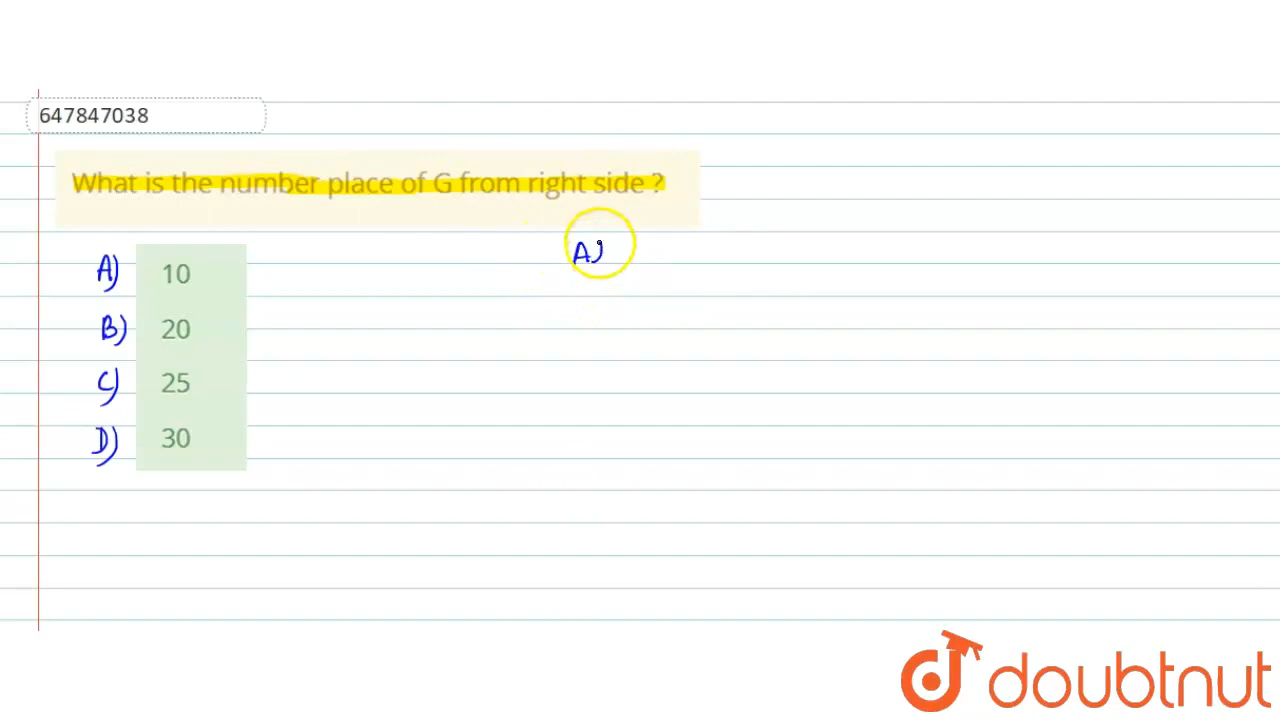 647847038
What is the number place of G from right side ?
A) 10
A)
B) 20
C) 25
D) 30
doubtnut